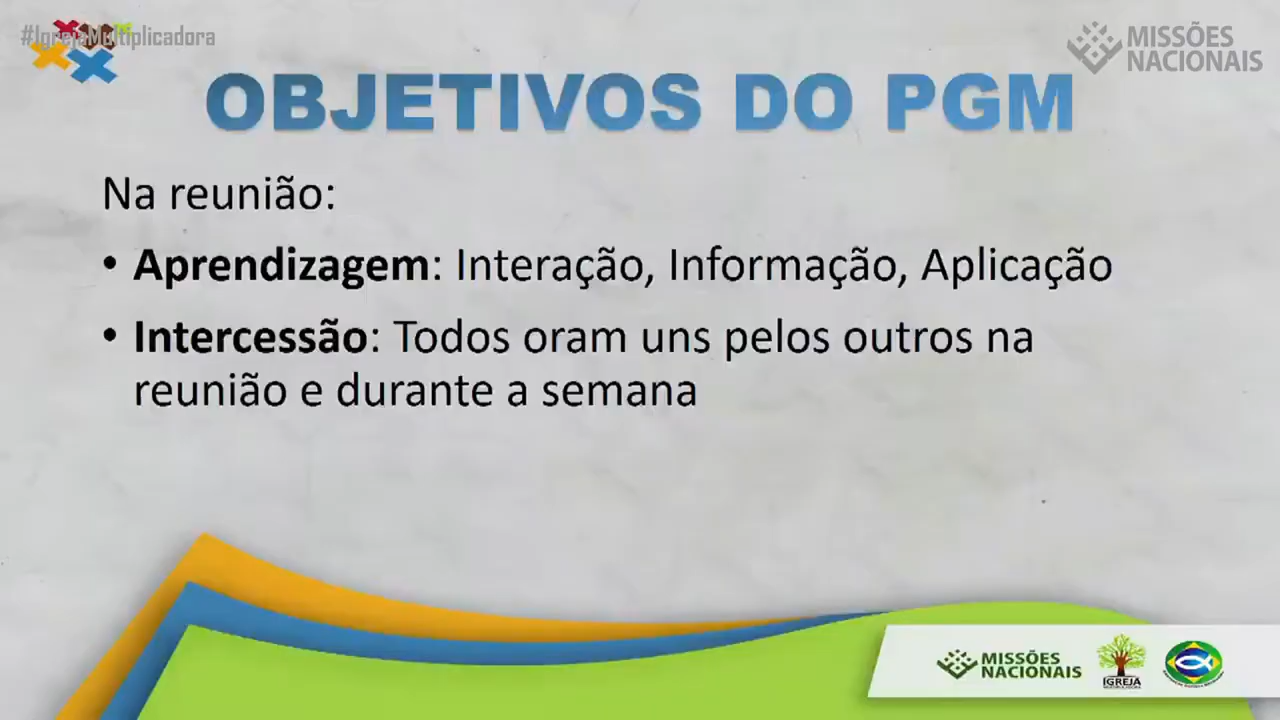 #IgrejaMultiplicadora
MISSÕES
NACIONAIS
OBJETIVOS DO PGM
Na reunião:
• Aprendizagem: Interação, Informação, Aplicação
• Intercessão: Todos oram uns pelos outros na
reunião e durante a semana
MISSÕES
NACIONAIS
IGREJA